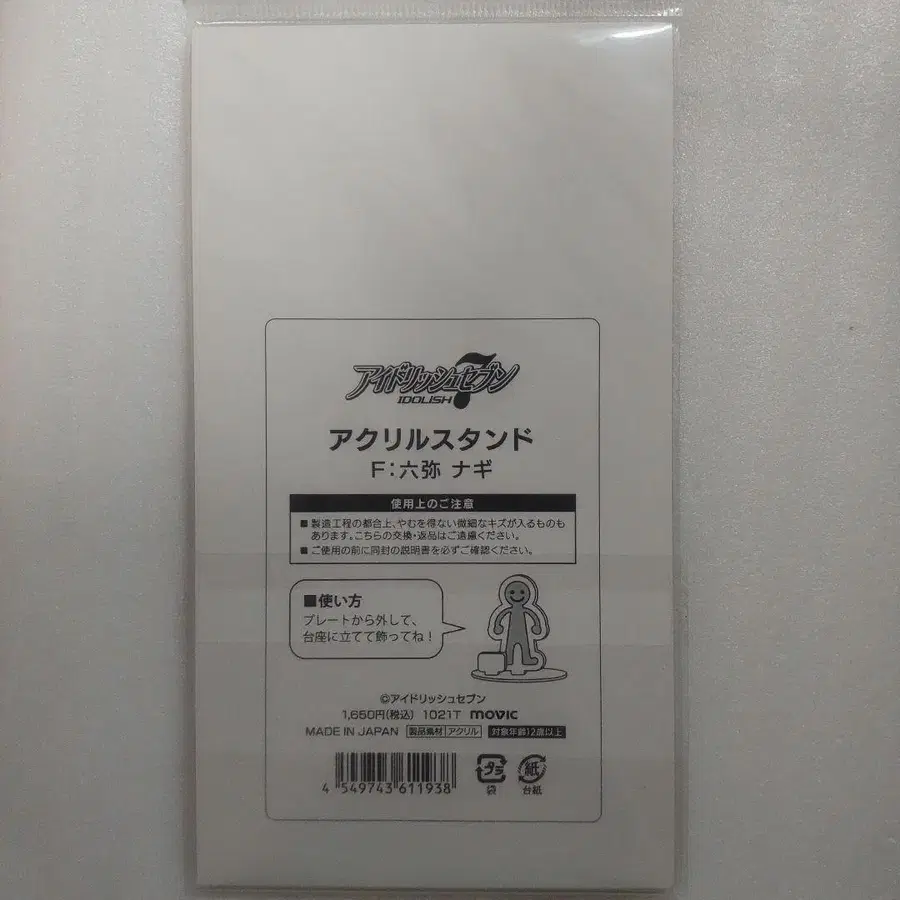 アイドリッシュセブン
IDOLISH7
アクリルスタンド
F:六弥 ナギ
使用上のご注意
■製造工程の都合上、やむを得ない微細なキズが入るものも
あります。こちらの交換・返品はご遠慮ください。
■ご使用の前に同封の説明書を必ずご確認ください。
■使い方
プレートから外して、
台座に立てて飾ってね!
©アイドリッシュセブン
1,650円(税込) 1021T movic
MADE IN JAPAN 製品素材 アクリル 対象年齢12歳以上
4 549743 611938
プラ 紙
袋 台紙